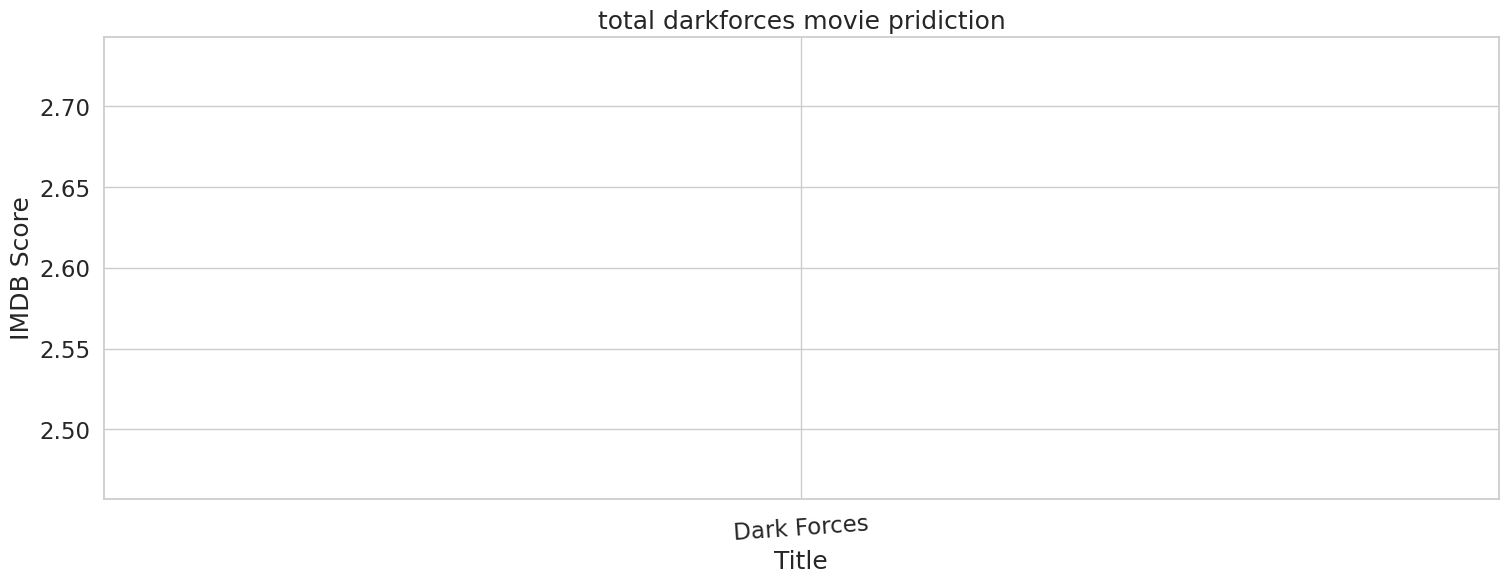 total darkforces movie pridiction
IMDB Score
2.70
2.65
2.60
2.55
2.50
Dark Forces
Title